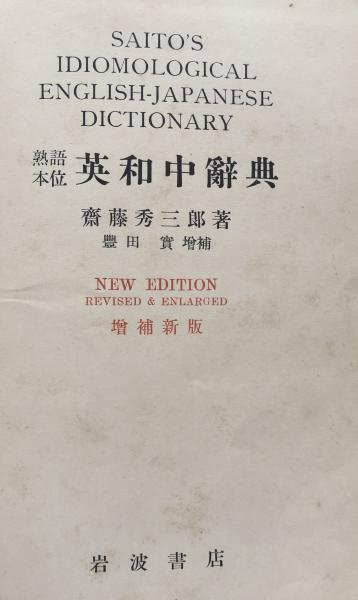 SAITO'S
IDIOMOLOGICAL
ENGLISH-JAPANESE
DICTIONARY
熟語本位 英和中辭典
齋藤秀三郎著
豐田 實 增補
NEW EDITION
REVISED & ENLARGED
增補新版
岩波書店